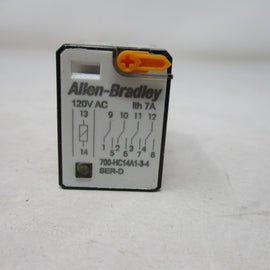 Allen-Bradley
120V AC Ith 7A
13 9 10 11 12
14 1 5 2 6 3 7 4 8
700-HC14A1-3-4
SER-D